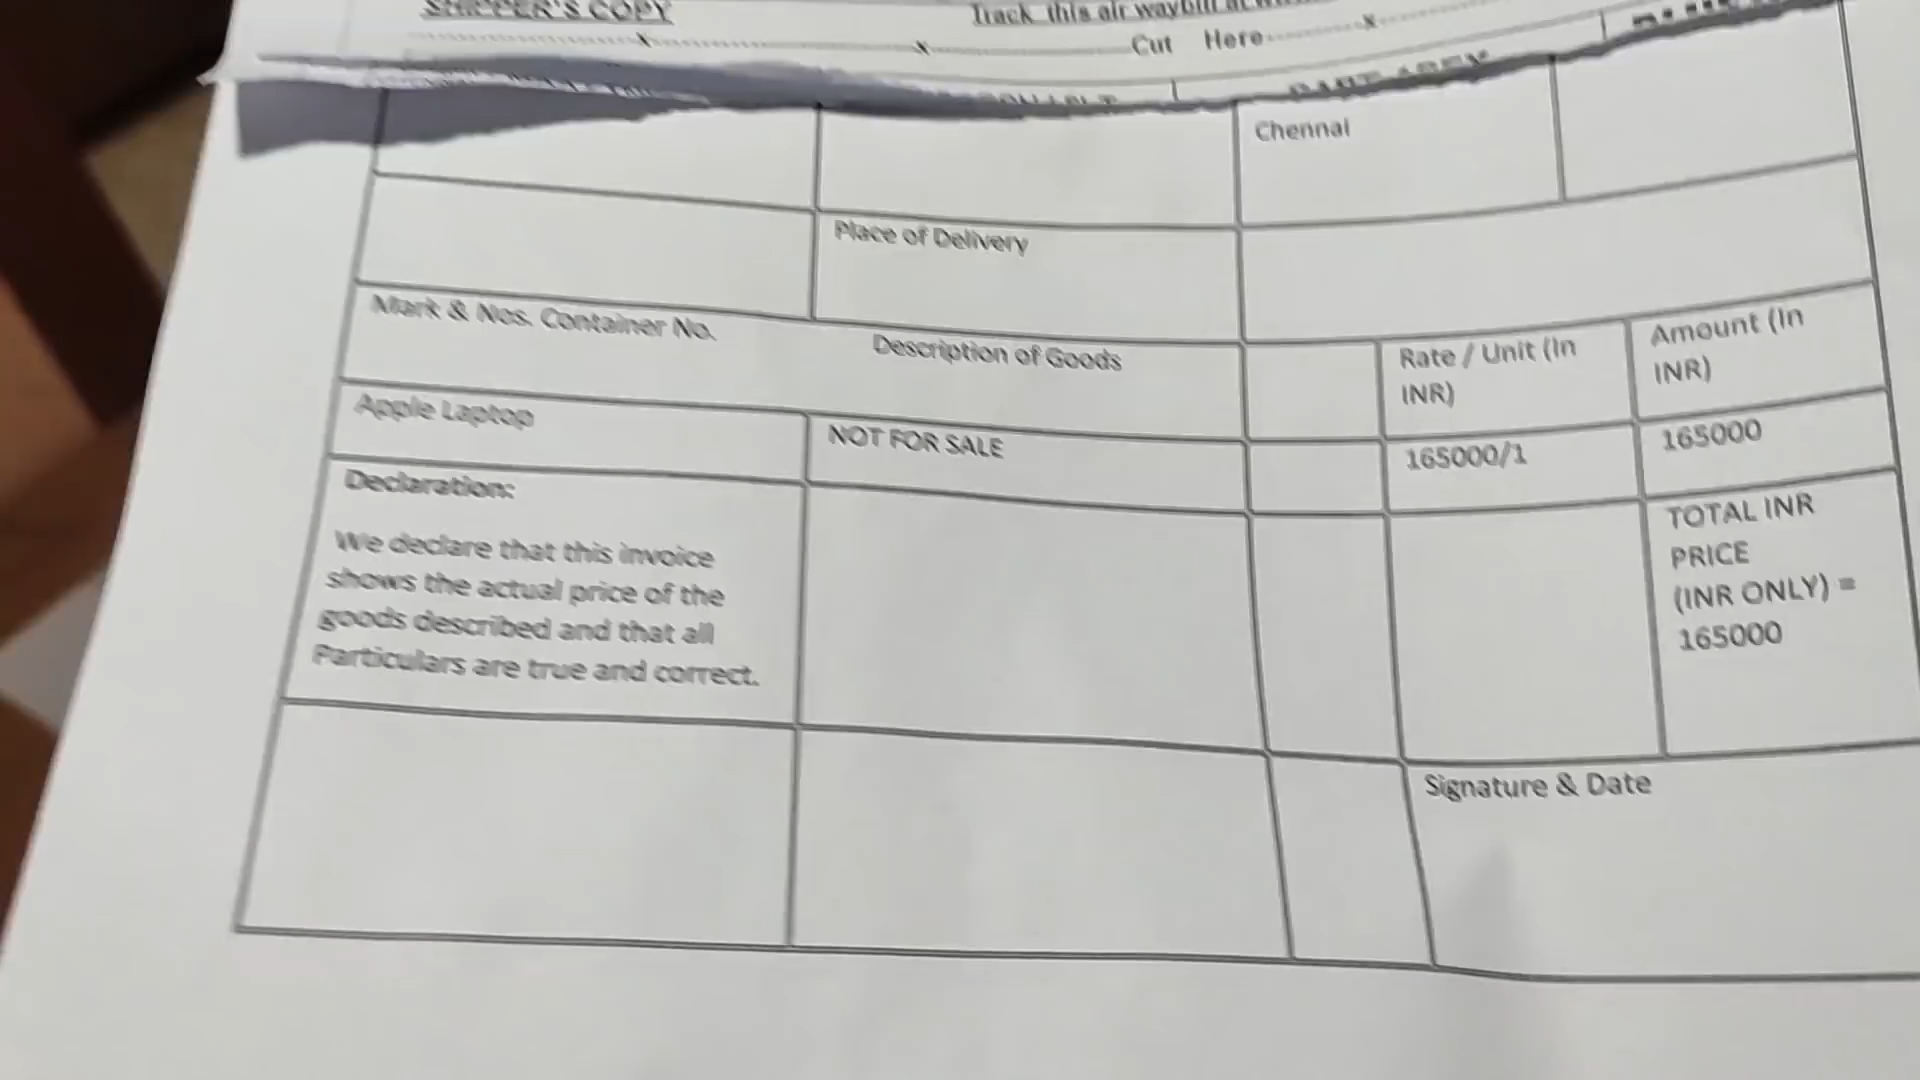 SHIPPER'S COPY
Track this air waybill at
Cut Here
Chennai
Place of Delivery
Mark & Nos. Container No.
Description of Goods
Rate / Unit (In
INR)
Amount (In
INR)
Apple Laptop
NOT FOR SALE
165000/1
165000
Declaration:
We declare that this invoice
shows the actual price of the
goods described and that all
Particulars are true and correct.
TOTAL INR
PRICE
(INR ONLY) =
165000
Signature & Date